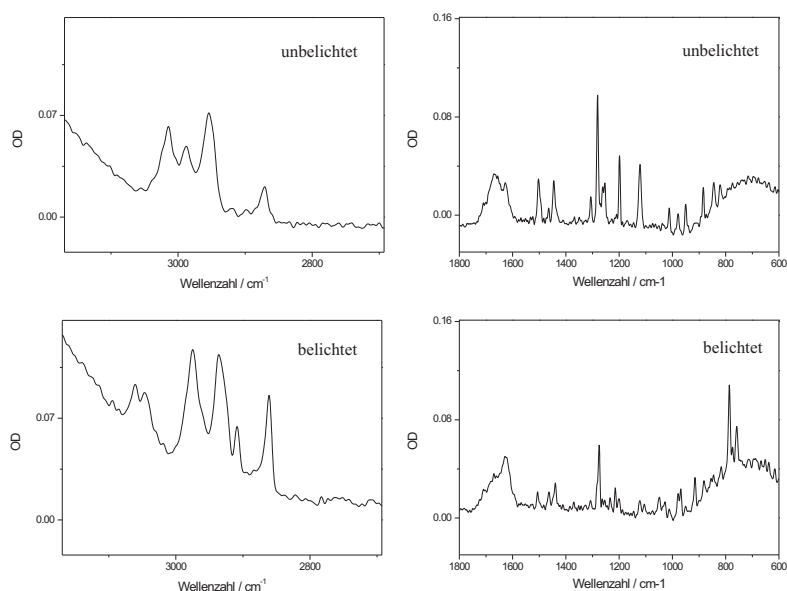 unbelichtet
0.07
0.00
OD
3000 2800
Wellenzahl / cm-1
unbelichtet
0.16
0.08
0.00
OD
1800 1600 1400 1200 1000 800 600
Wellenzahl / cm-1
belichtet
0.07
0.00
OD
3000 2800
Wellenzahl / cm-1
belichtet
0.16
0.08
0.00
OD
1800 1600 1400 1200 1000 800 600
Wellenzahl / cm-1